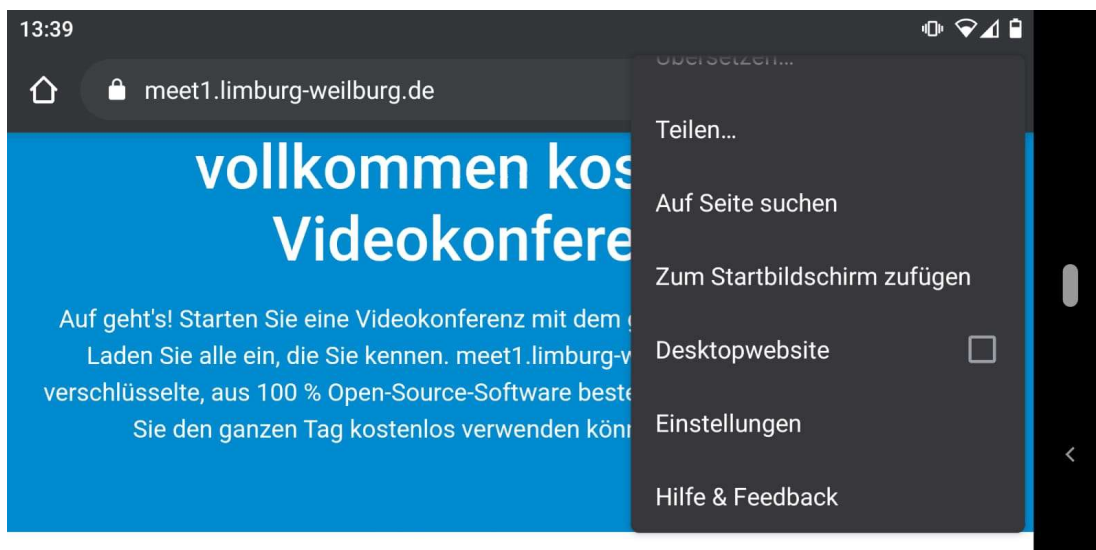 13:39
meet1.limburg-weilburg.de
vollkommen kos
Videokonfere
Auf geht's! Starten Sie eine Videokonferenz mit dem
Laden Sie alle ein, die Sie kennen. meet1.limburg-w
verschlüsselte, aus 100 % Open-Source-Software beste
Sie den ganzen Tag kostenlos verwenden könn
Übersetzen...
Teilen...
Auf Seite suchen
Zum Startbildschirm zufügen
Desktopwebsite
Einstellungen
Hilfe & Feedback